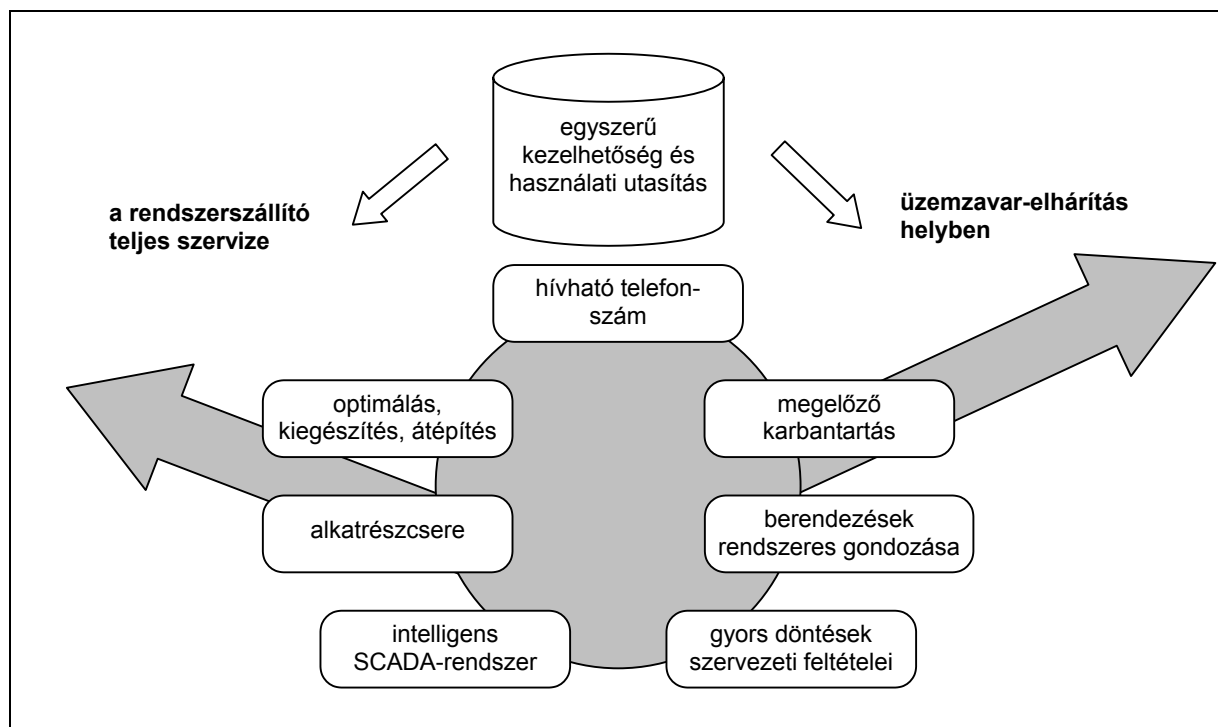 egyszerű
kezelhetőség és
használati utasítás
a rendszerszállító
teljes szervize
üzemzavar-elhárítás
helyben
hívható telefon-
szám
optimálás,
kiegészítés, átépítés
megelőző
karbantartás
alkatrészcsere
berendezések
rendszeres gondozása
intelligens
SCADA-rendszer
gyors döntések
szervezeti feltételei